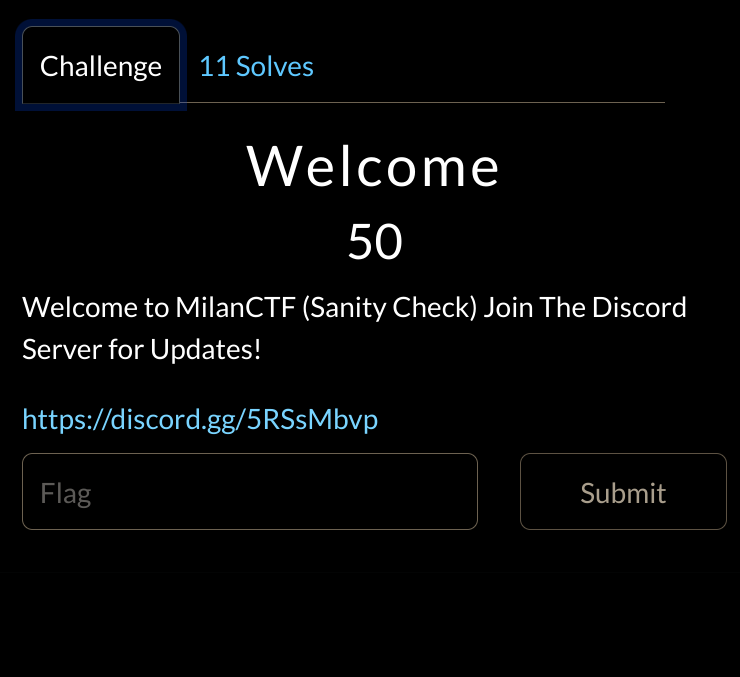 Challenge
11 Solves
Welcome
50
Welcome to MilanCTF (Sanity Check) Join The Discord
Server for Updates!
https://discord.gg/5RSsMbvp
Flag
Submit